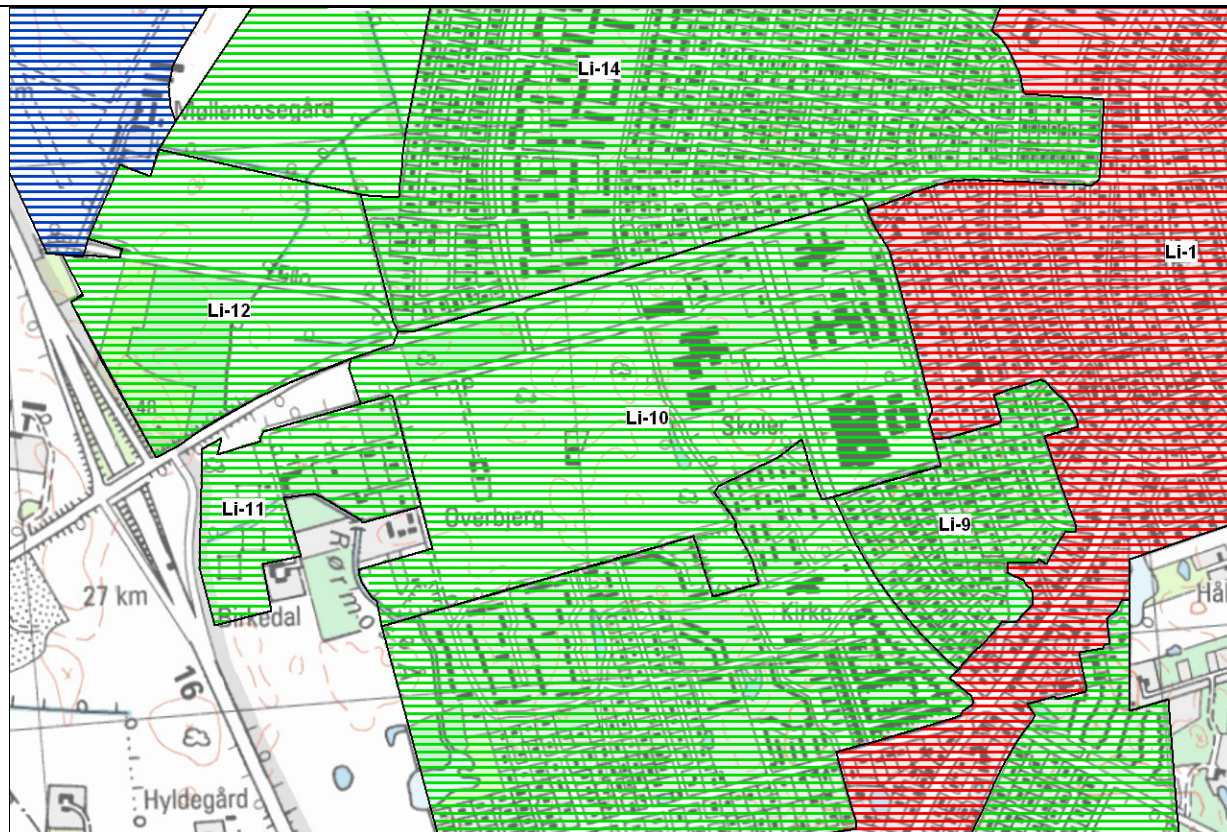 Li-14
Møllemosegård
Li-1
Li-12
Li-10
Skoler
Li-11
Overbjerg
Li-9
Rørmo
27 km
Birkedal
Kirke
Hål
16
Hyldegård